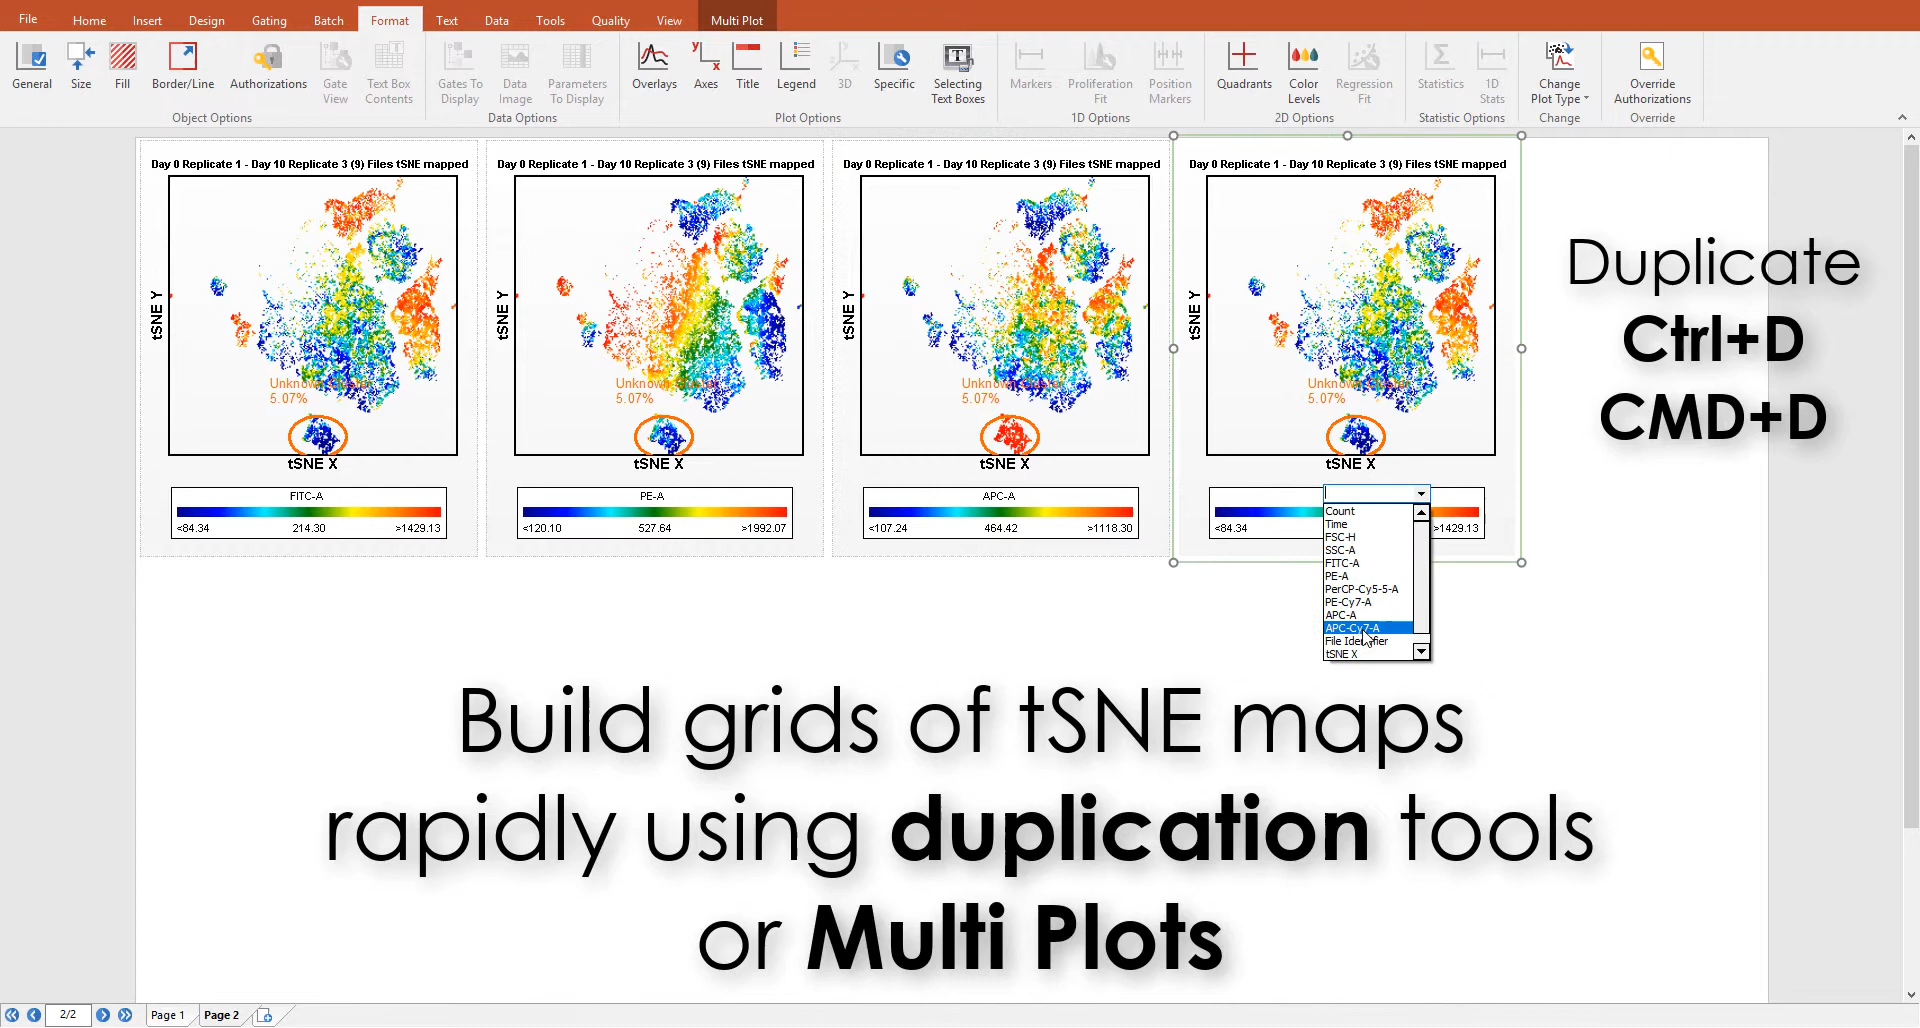 File Home Insert Design Gating Batch Format Text Data Tools Quality View Multi Plot
General Size Fill Border/Line Authorizations Gate View Text Box Contents Gates To Display Data Image Parameters To Display Overlays Axes Title Legend 3D Specific Selecting Text Boxes Markers Proliferation Fit Position Markers Quadrants Color Levels Regression Fit Statistics 1D Stats Change Plot Type Override Authorizations
Object Options Data Options Plot Options 1D Options 2D Options Statistic Options Change Override
Day 0 Replicate 1 - Day 10 Replicate 3 (9) Files tSNE mapped
tSNE Y
Unknown Cluster
5.07%
tSNE X
FITC-A
<84.34 214.30 >1429.13
Day 0 Replicate 1 - Day 10 Replicate 3 (9) Files tSNE mapped
tSNE Y
Unknown Cluster
5.07%
tSNE X
PE-A
<120.10 527.64 >1992.07
Day 0 Replicate 1 - Day 10 Replicate 3 (9) Files tSNE mapped
tSNE Y
Unknown Cluster
5.07%
tSNE X
APC-A
<107.24 464.42 >1118.30
Day 0 Replicate 1 - Day 10 Replicate 3 (9) Files tSNE mapped
tSNE Y
Unknown Cluster
5.07%
tSNE X
<84.34 >1429.13
Count
Time
FSC-H
SSC-A
FITC-A
PE-A
PerCP-Cy5-5-A
PE-Cy7-A
APC-A
APC-Cy7-A
File Identifier
tSNE X
Duplicate
Ctrl+D
CMD+D
Build grids of tSNE maps
rapidly using duplication tools
or Multi Plots
2/2 Page 1 Page 2